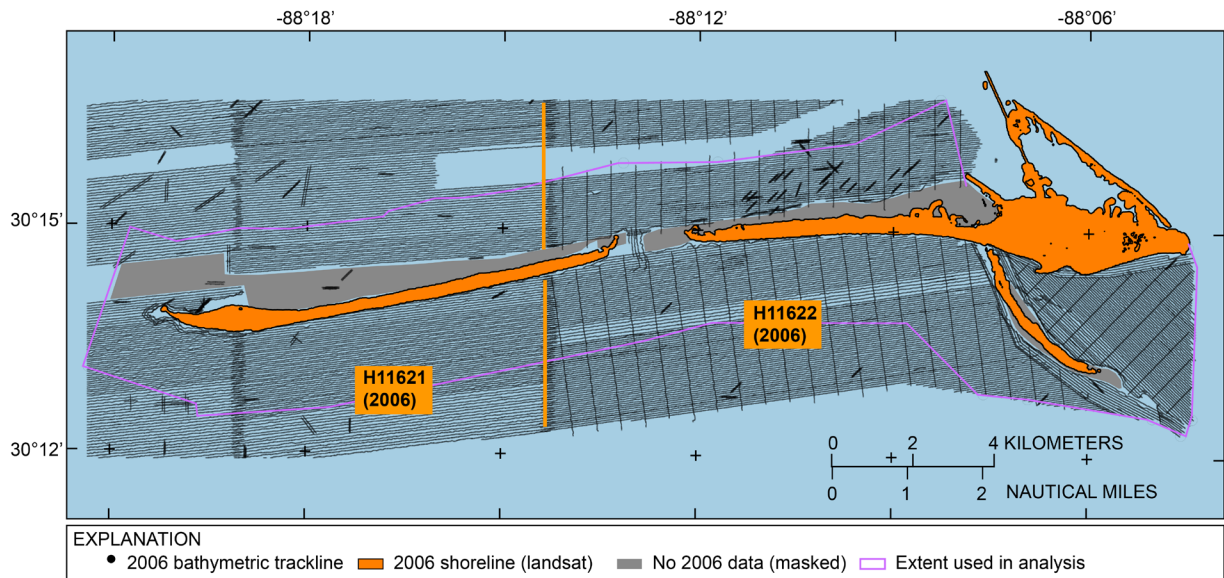 -88°18'
-88°12'
-88°06'
30°15'
30°12'
H11621
(2006)
H11622
(2006)
0 2 4 KILOMETERS
0 1 2 NAUTICAL MILES
EXPLANATION
2006 bathymetric trackline
2006 shoreline (landsat)
No 2006 data (masked)
Extent used in analysis